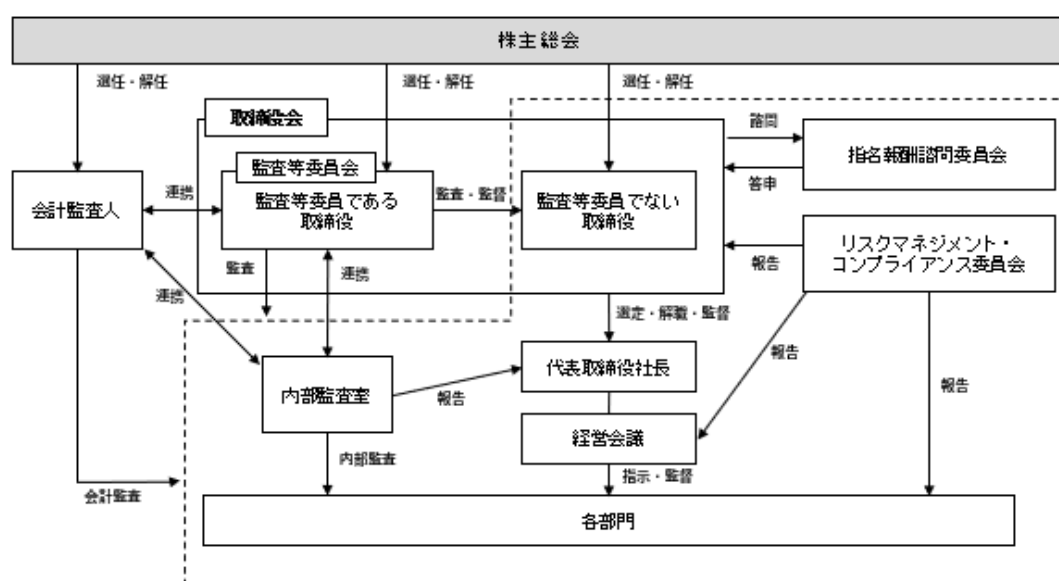 株主総会
選任・解任
選任・解任
選任・解任
取締役会
諮問
指名報酬諮問委員会
答申
監査等委員会
会計監査人
連携
監査等委員である
取締役
監査・監督
監査等委員でない
取締役
リスクマネジメント・
コンプライアンス委員会
報告
監査
連携
連携
選定・解職・監督
代表取締役社長
報告
内部監査室
報告
報告
経営会議
内部監査
指示・監督
会計監査
各部門